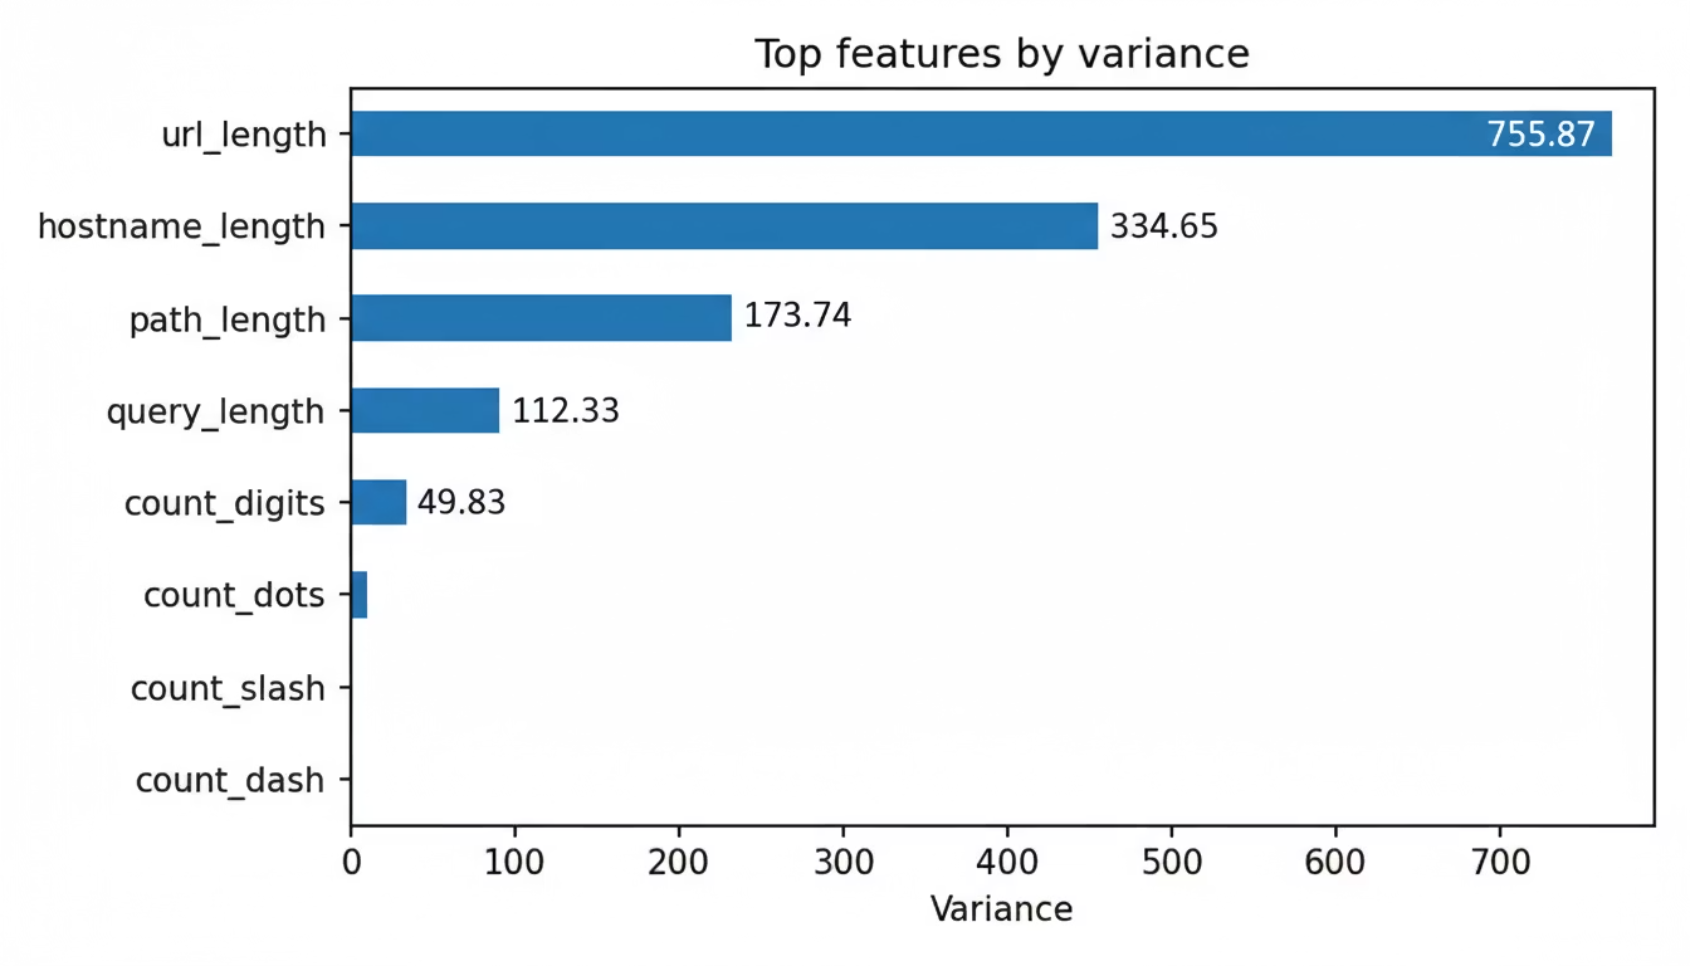 Top features by variance
url_length 755.87
hostname_length 334.65
path_length 173.74
query_length 112.33
count_digits 49.83
count_dots
count_slash
count_dash
0 100 200 300 400 500 600 700
Variance